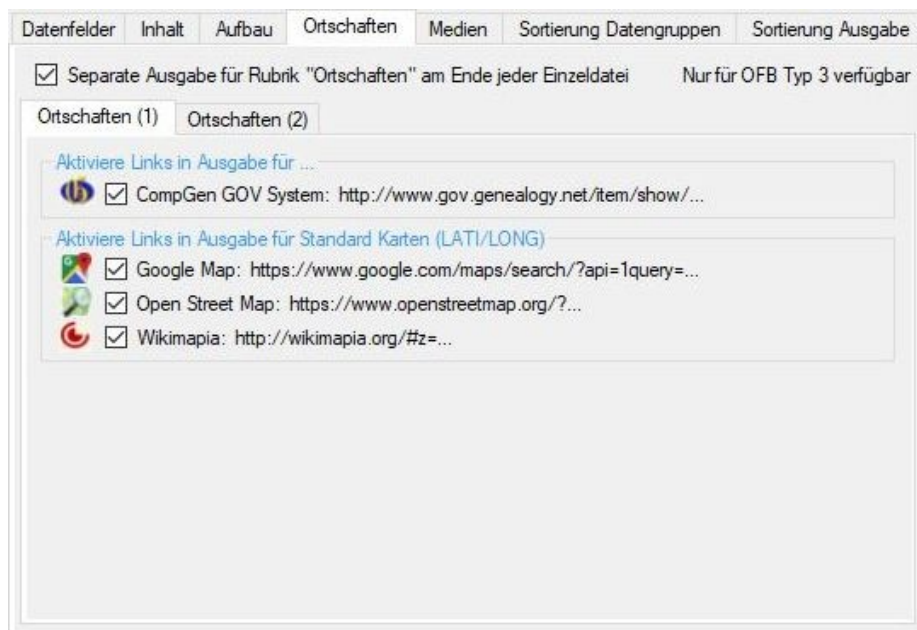 Datenfelder Inhalt Aufbau Ortschaften Medien Sortierung Datengruppen Sortierung Ausgabe
Separate Ausgabe für Rubrik "Ortschaften" am Ende jeder Einzeldatei Nur für OFB Typ 3 verfügbar
Ortschaften (1) Ortschaften (2)
Aktiviere Links in Ausgabe für ...
CompGen GOV System: http://www.gov.genealogy.net/item/show/...
Aktiviere Links in Ausgabe für Standard Karten (LATI/LONG)
Google Map: https://www.google.com/maps/search/?api=1query=...
Open Street Map: https://www.openstreetmap.org/?...
Wikimapia: http://wikimapia.org/#z=...